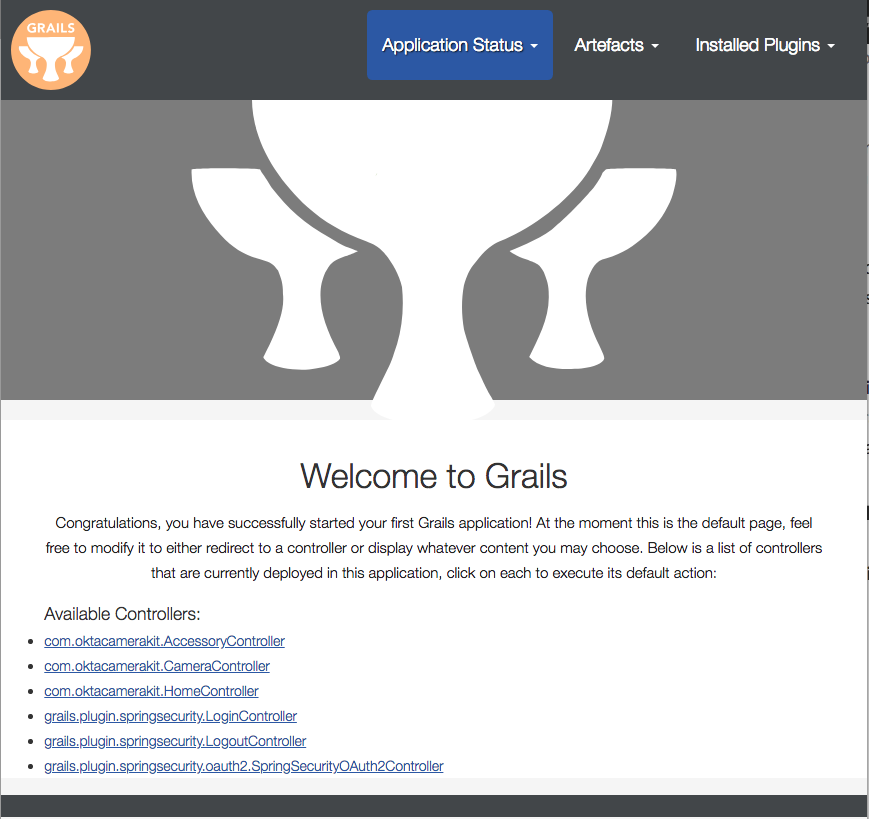 GRAILS
Application Status
Artefacts
Installed Plugins
Welcome to Grails
Congratulations, you have successfully started your first Grails application! At the moment this is the default page, feel
free to modify it to either redirect to a controller or display whatever content you may choose. Below is a list of controllers
that are currently deployed in this application, click on each to execute its default action:
Available Controllers:
com.oktacamerakit.AccessoryController
com.oktacamerakit.CameraController
com.oktacamerakit.HomeController
grails.plugin.springsecurity.LoginController
grails.plugin.springsecurity.LogoutController
grails.plugin.springsecurity.oauth2.SpringSecurityOAuth2Controller